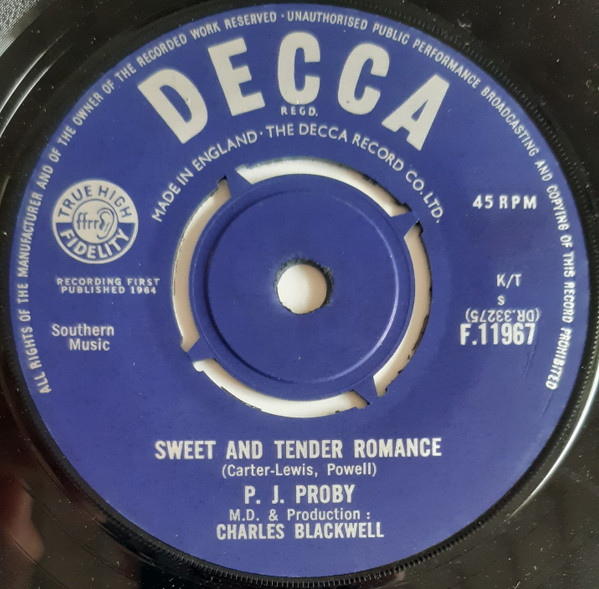 ALL RIGHTS OF THE MANUFACTURER AND OF THE OWNER OF THE RECORDED WORK RESERVED · UNAUTHORISED PUBLIC PERFORMANCE BROADCASTING AND COPYING OF THIS RECORD PROHIBITED
DECCA
REGD.
MADE IN ENGLAND · THE DECCA RECORD CO. LTD.
TRUE HIGH
ffrr
FIDELITY
45 RPM
RECORDING FIRST
PUBLISHED 1964
K/T
s
(DR.33275)
F.11967
Southern
Music
SWEET AND TENDER ROMANCE
(Carter-Lewis, Powell)
P. J. PROBY
M.D. & Production :
CHARLES BLACKWELL